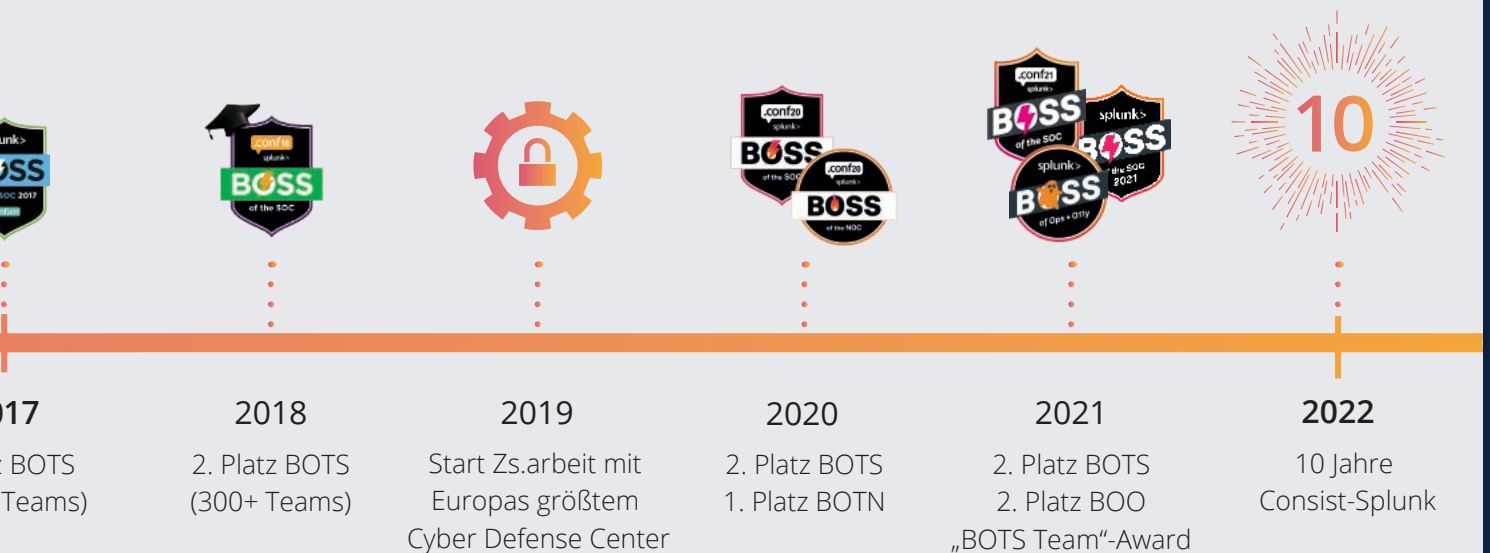 .conf18
splunk>
BOSS
of the SOC
.conf20
splunk>
BOSS
of the SOC
.conf20
splunk>
BOSS
of the NOC
.conf21
splunk>
BOSS
of the SOC
splunk>
BOSS
of the SOC
2021
splunk>
BOSS
of Ops + O11y
10
unk>
OSS
SOC 2017
017
BOTS
Teams)
2018
2. Platz BOTS
(300+ Teams)
2019
Start Zs.arbeit mit
Europas größtem
Cyber Defense Center
2020
2. Platz BOTS
1. Platz BOTN
2021
2. Platz BOTS
2. Platz BOO
„BOTS Team“-Award
2022
10 Jahre
Consist-Splunk